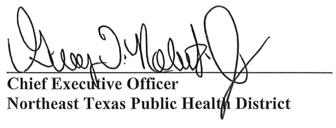 Chief Executive Officer
Northeast Texas Public Health District